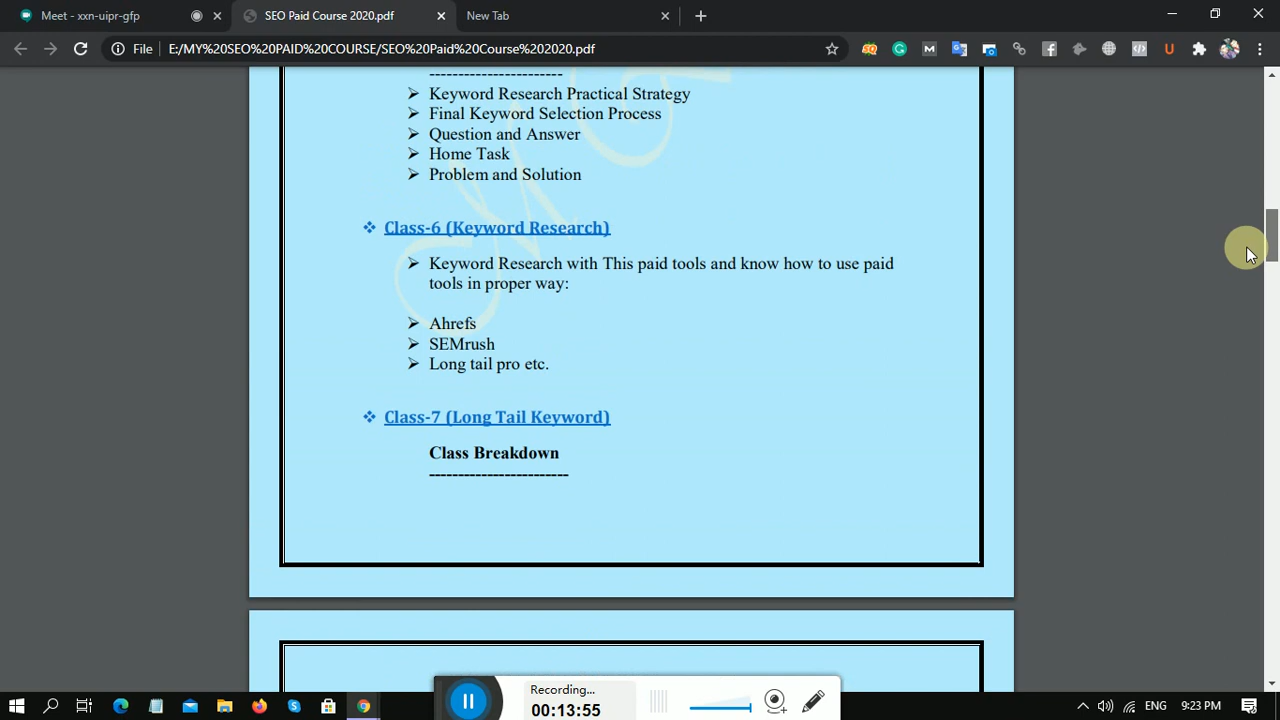 Meet - xxn-uipr-gfp
SEO Paid Course 2020.pdf
New Tab
File
E:/MY%20SEO%20PAID%20COURSE/SEO%20Paid%20Course%202020.pdf
------------------------
Keyword Research Practical Strategy
Final Keyword Selection Process
Question and Answer
Home Task
Problem and Solution
Class-6 (Keyword Research)
Keyword Research with This paid tools and know how to use paid
tools in proper way:
Ahrefs
SEMrush
Long tail pro etc.
Class-7 (Long Tail Keyword)
Class Breakdown
-------------------------
Recording...
00:13:55
ENG
9:23 PM